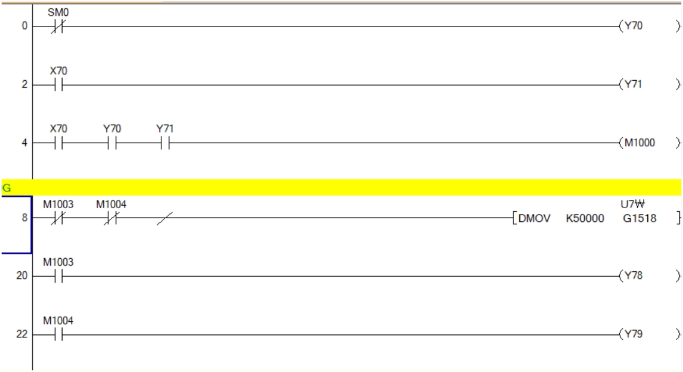 SM0
0 Y70
X70
2 Y71
X70 Y70 Y71
4 M1000
G
M1003 M1004 U7₩
8 DMOV K50000 G1518
M1003
20 Y78
M1004
22 Y79